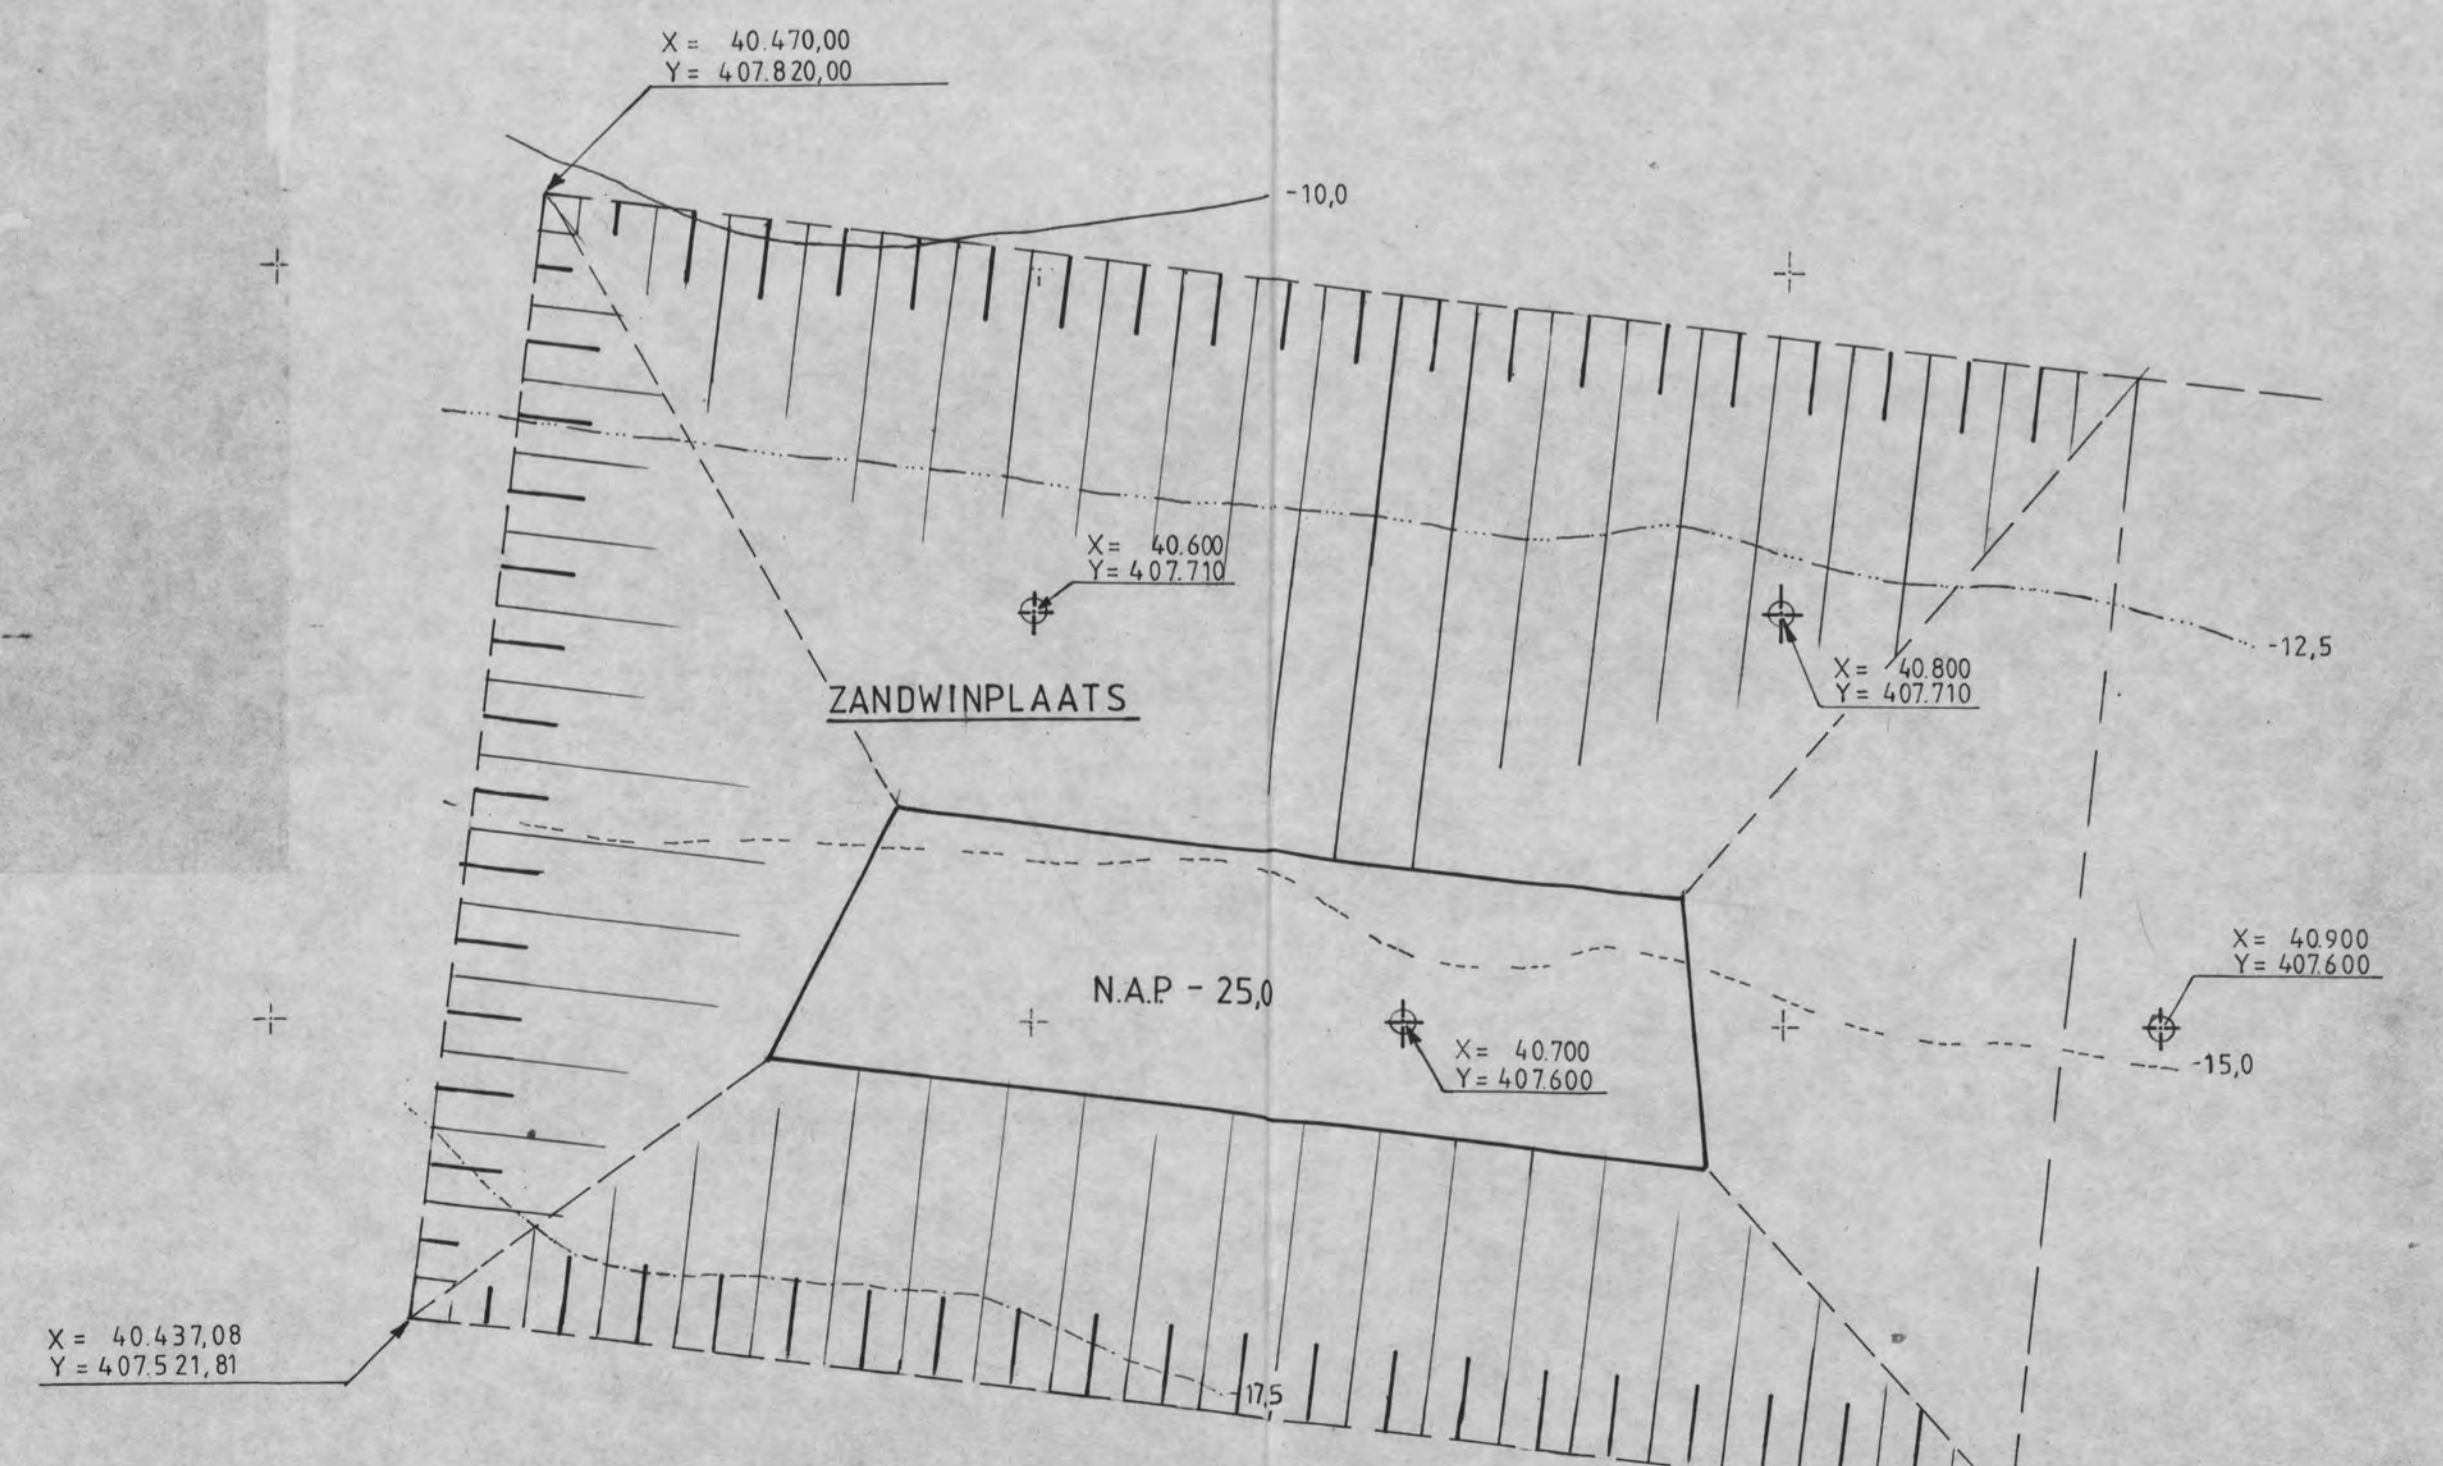 X = 40.470,00
Y = 407.820,00
-10,0
X = 40.600
Y = 407.710
-12,5
X = 40.800
Y = 407.710
ZANDWINPLAATS
X = 40.900
Y = 407.600
N.A.P. - 25,0
X = 40.700
Y = 407.600
-15,0
X = 40.437,08
Y = 407.521,81
-17,5